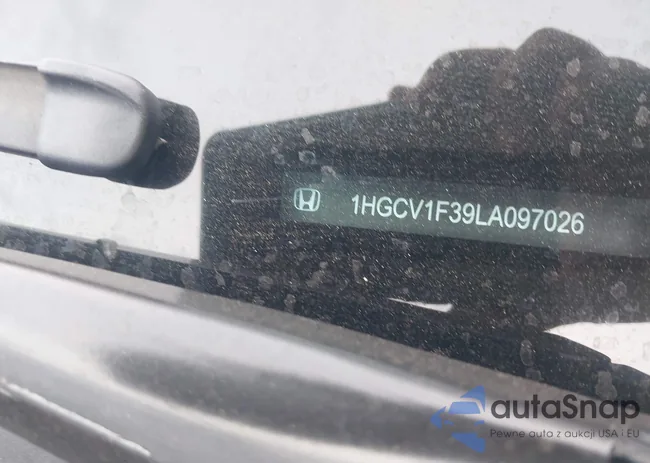 1HGCV1F39LA097026
autaSnap
Pewne auta z aukcji USA i EU